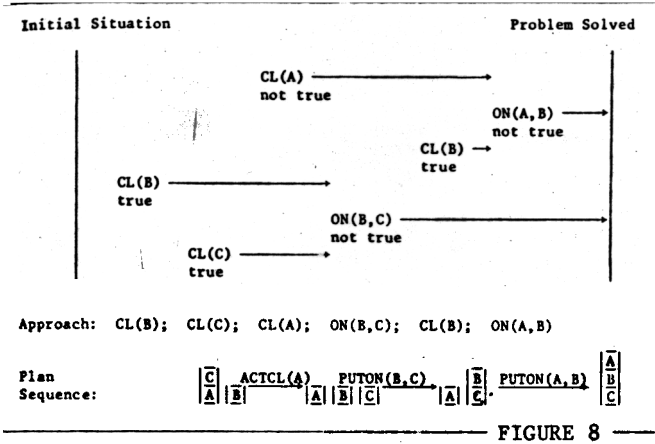 Initial Situation Problem Solved
CL(A)
not true
ON(A,B)
not true
CL(B)
true
CL(B)
true
ON(B,C)
not true
CL(C)
true
Approach: CL(B); CL(C); CL(A); ON(B,C); CL(B); ON(A,B)
Plan
Sequence:
C
A B ACTCL(A) A B C PUTON(B,C) A B
C PUTON(A,B) A
B
C
FIGURE 8